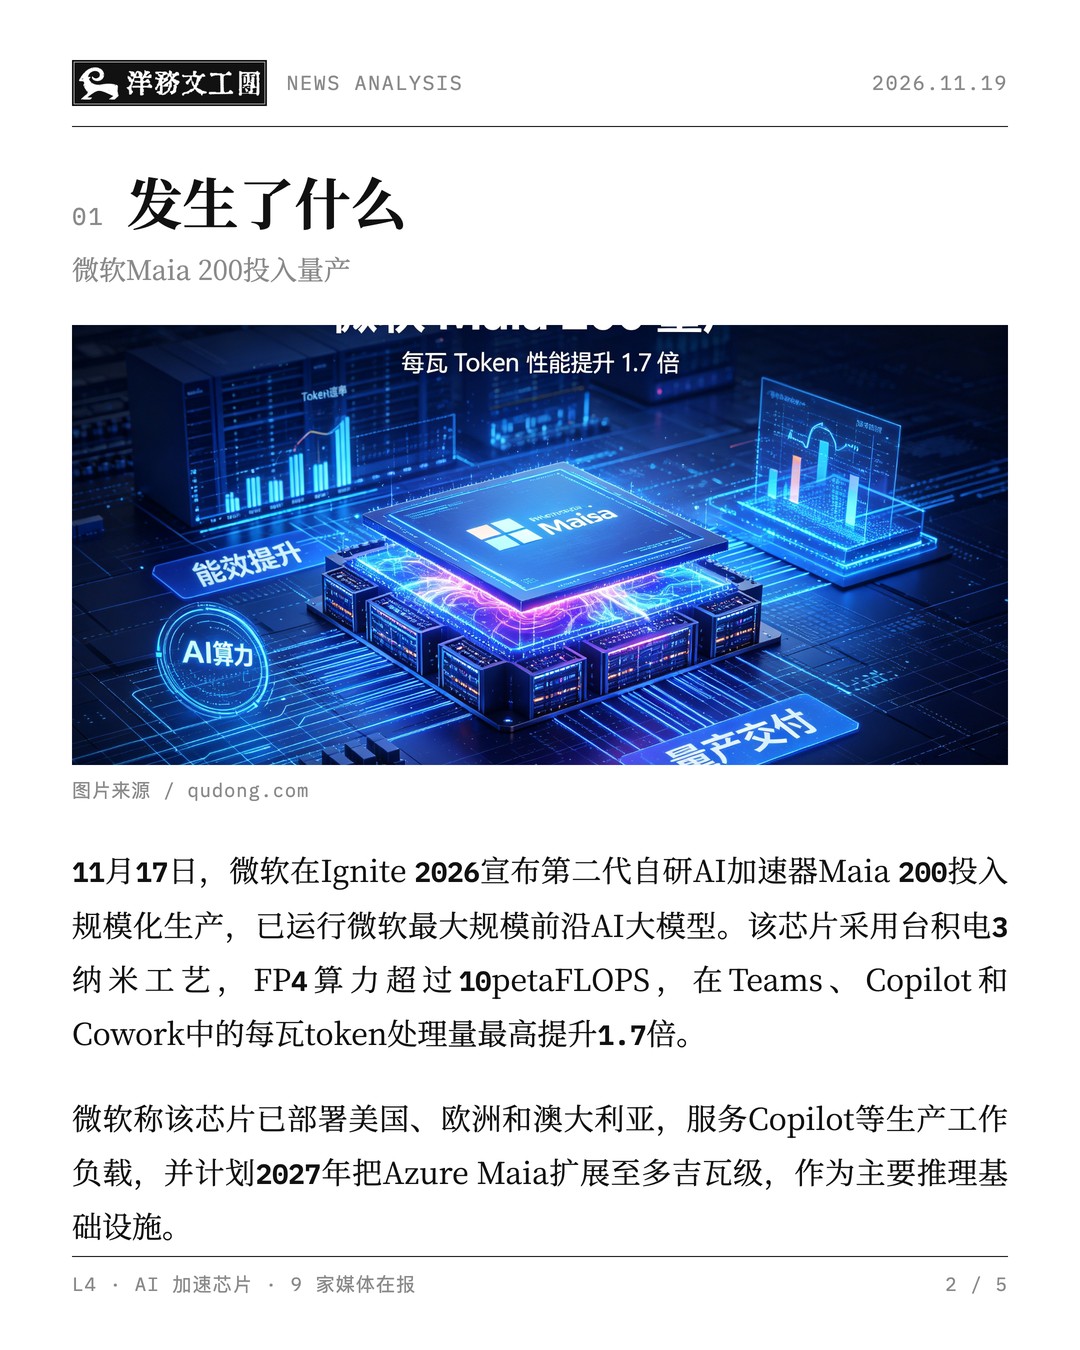 洋務文工團 NEWS ANALYSIS 2026.11.19
01 发生了什么
微软Maia 200投入量产
每瓦 Token 性能提升 1.7 倍
Token速率
Maisa
能效提升
AI算力
量产交付
图片来源 / qudong.com
11月17日，微软在Ignite 2026宣布第二代自研AI加速器Maia 200投入
规模化生产，已运行微软最大规模前沿AI大模型。该芯片采用台积电3
纳米工艺，FP4算力超过10petaFLOPS，在Teams、Copilot和
Cowork中的每瓦token处理量最高提升1.7倍。
微软称该芯片已部署美国、欧洲和澳大利亚，服务Copilot等生产工作
负载，并计划2027年把Azure Maia扩展至多吉瓦级，作为主要推理基
础设施。
L4 · AI 加速芯片 · 9 家媒体在报 2 / 5